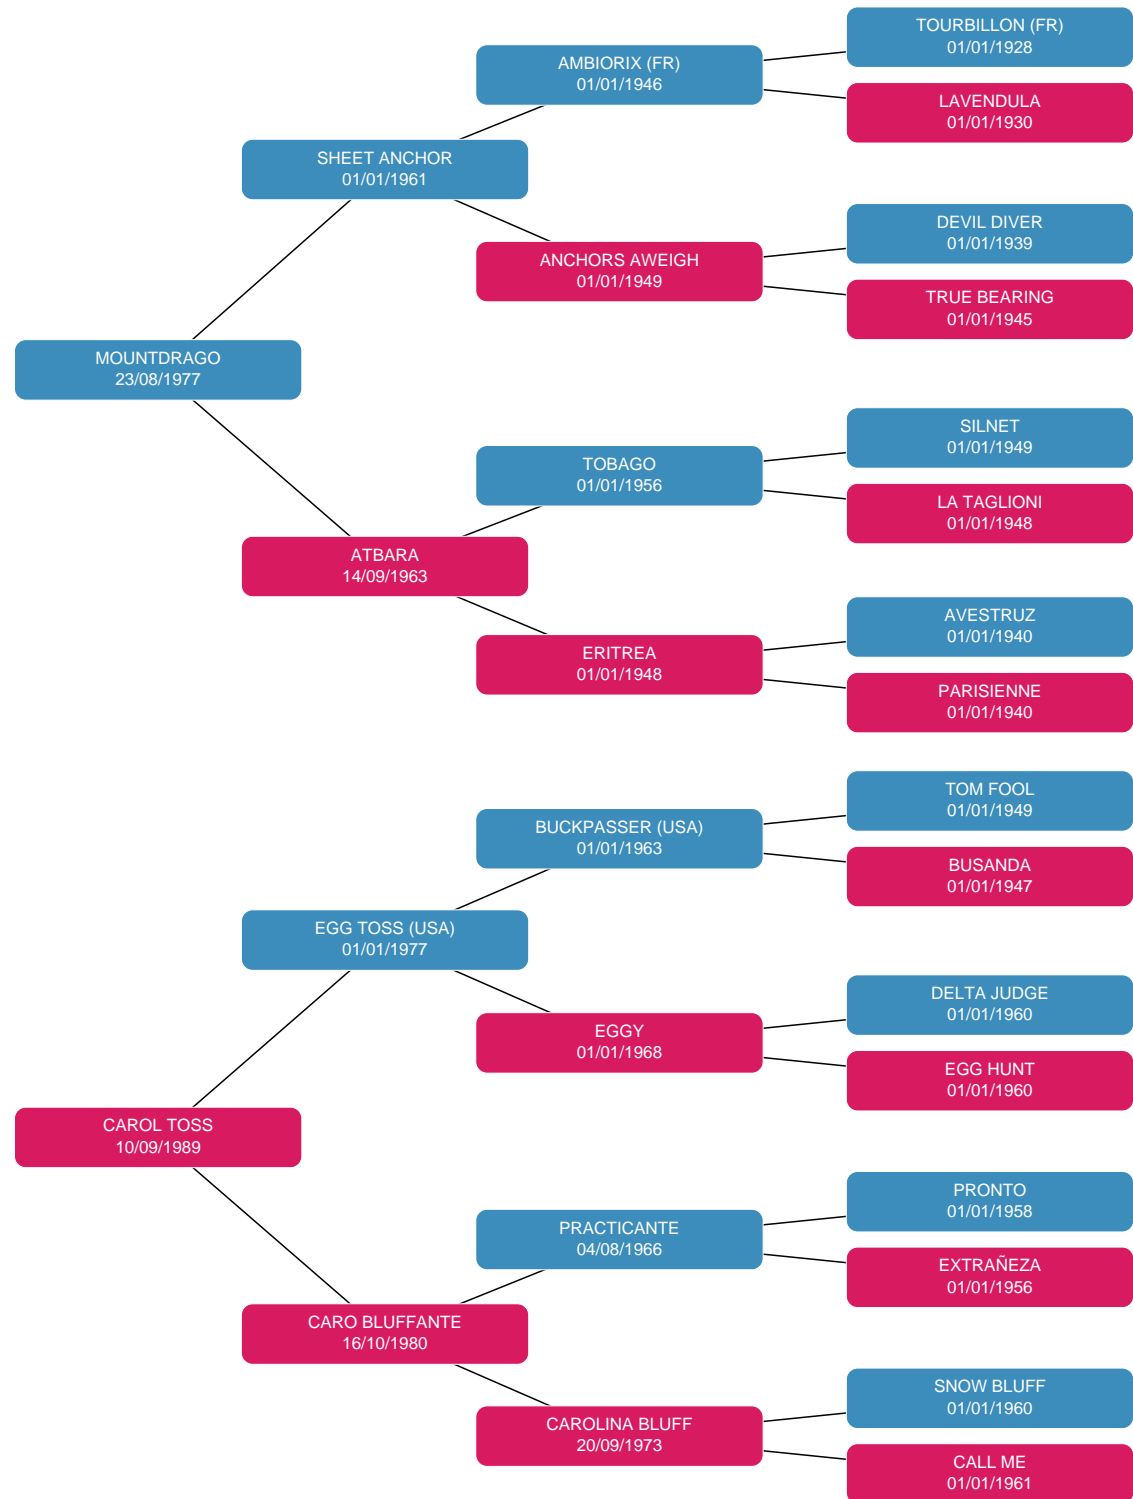 TOURBILLON (FR)
01/01/1928
AMBIORIX (FR)
01/01/1946
LAVENDULA
01/01/1930
SHEET ANCHOR
01/01/1961
DEVIL DIVER
01/01/1939
ANCHORS AWEIGH
01/01/1949
TRUE BEARING
01/01/1945
MOUNTDRAGO
23/08/1977
SILNET
01/01/1949
TOBAGO
01/01/1956
LA TAGLIONI
01/01/1948
ATBARA
14/09/1963
AVESTRUZ
01/01/1940
ERITREA
01/01/1948
PARISIENNE
01/01/1940
TOM FOOL
01/01/1949
BUCKPASSER (USA)
01/01/1963
BUSANDA
01/01/1947
EGG TOSS (USA)
01/01/1977
DELTA JUDGE
01/01/1960
EGGY
01/01/1968
EGG HUNT
01/01/1960
CAROL TOSS
10/09/1989
PRONTO
01/01/1958
PRACTICANTE
04/08/1966
EXTRAÑEZA
01/01/1956
CARO BLUFFANTE
16/10/1980
SNOW BLUFF
01/01/1960
CAROLINA BLUFF
20/09/1973
CALL ME
01/01/1961